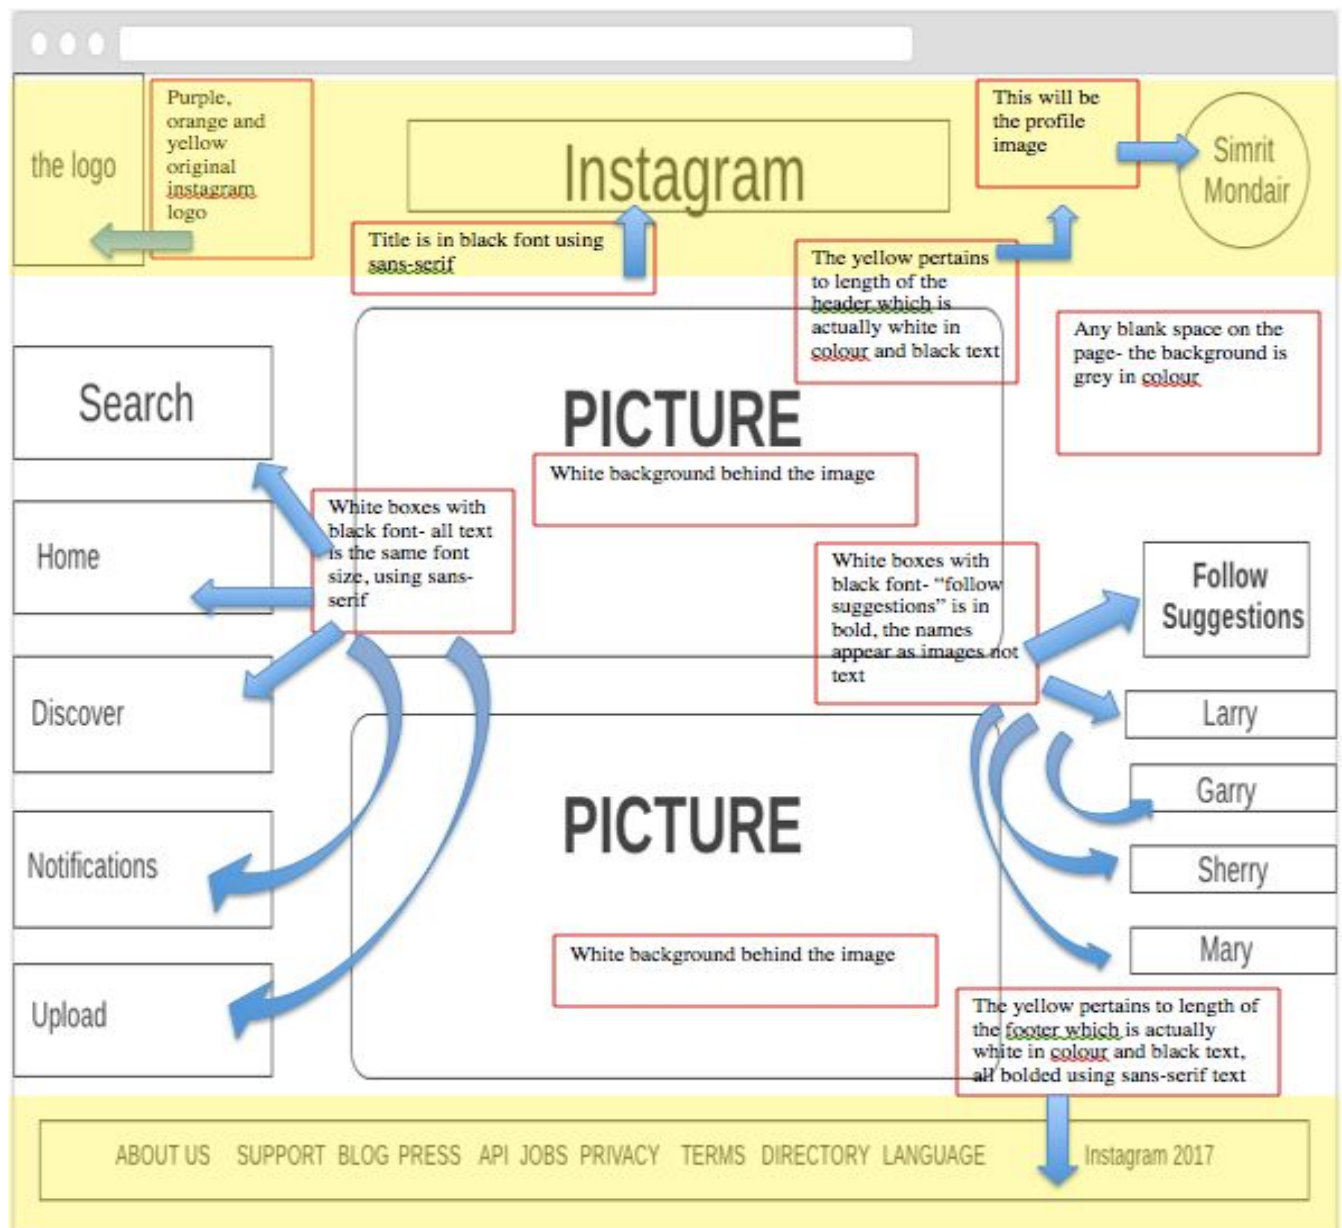 the logo
Purple,
orange and
yellow
original
instagram
logo
Instagram
Title is in black font using
sans-serif
This will be
the profile
image
Simrit
Mondair
The yellow pertains
to length of the
header which is
actually white in
colour and black text
Any blank space on the
page- the background is
grey in colour
Search
Home
Discover
Notifications
Upload
White boxes with
black font- all text
is the same font
size, using sans-
serif
PICTURE
White background behind the image
PICTURE
White background behind the image
White boxes with
black font- “follow
suggestions” is in
bold, the names
appear as images not
text
Follow
Suggestions
Larry
Garry
Sherry
Mary
The yellow pertains to length of
the footer which is actually
white in colour and black text,
all bolded using sans-serif text
ABOUT US SUPPORT BLOG PRESS API JOBS PRIVACY TERMS DIRECTORY LANGUAGE Instagram 2017